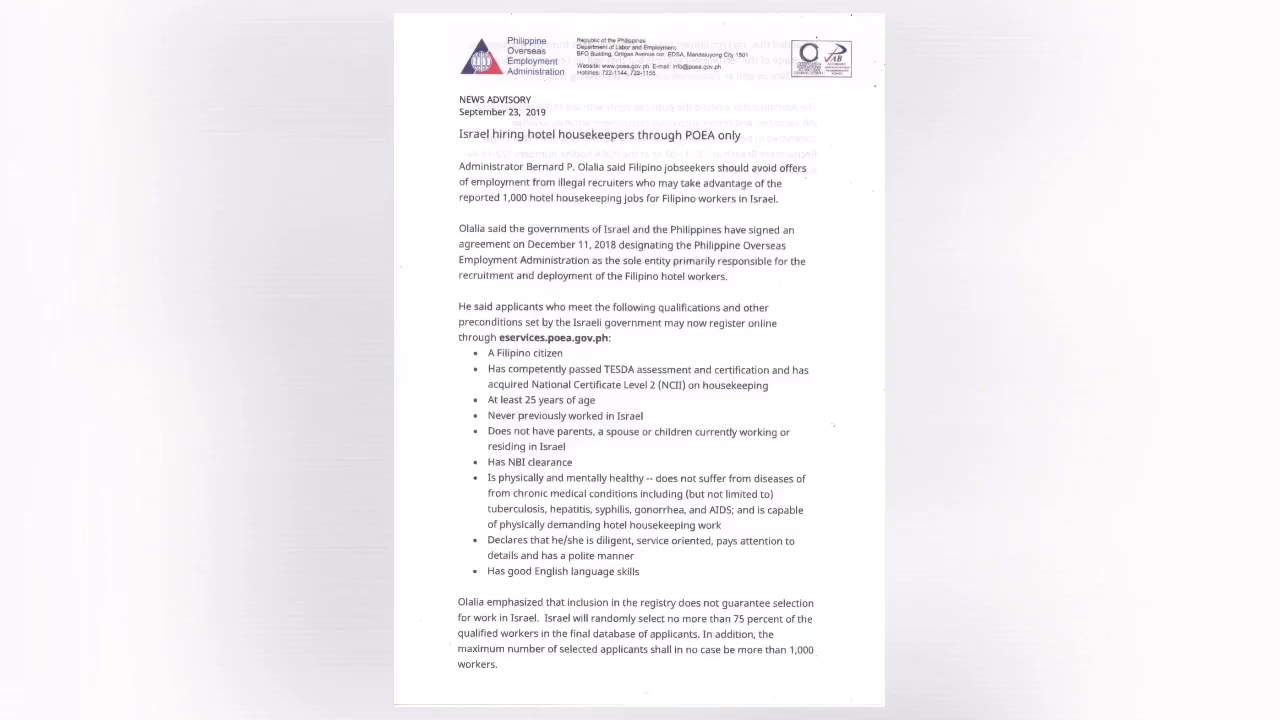 Philippine
Overseas
Employment
Administration
Republic of the Philippines
Department of Labor and Employment
BFO Building, Ortigas Avenue cor. EDSA, Mandaluyong City 1501
Website: www.poea.gov.ph E-mail: info@poea.gov.ph
Hotlines: 722-1144, 722-1155
NEWS ADVISORY
September 23, 2019
Israel hiring hotel housekeepers through POEA only
Administrator Bernard P. Olalia said Filipino jobseekers should avoid offers
of employment from illegal recruiters who may take advantage of the
reported 1,000 hotel housekeeping jobs for Filipino workers in Israel.
Olalia said the governments of Israel and the Philippines have signed an
agreement on December 11, 2018 designating the Philippine Overseas
Employment Administration as the sole entity primarily responsible for the
recruitment and deployment of the Filipino hotel workers.
He said applicants who meet the following qualifications and other
preconditions set by the Israeli government may now register online
through eservices.poea.gov.ph:
• A Filipino citizen
• Has competently passed TESDA assessment and certification and has
acquired National Certificate Level 2 (NCII) on housekeeping
• At least 25 years of age
• Never previously worked in Israel
• Does not have parents, a spouse or children currently working or
residing in Israel
• Has NBI clearance
• Is physically and mentally healthy -- does not suffer from diseases of
from chronic medical conditions including (but not limited to)
tuberculosis, hepatitis, syphilis, gonorrhea, and AIDS; and is capable
of physically demanding hotel housekeeping work
• Declares that he/she is diligent, service oriented, pays attention to
details and has a polite manner
• Has good English language skills
Olalia emphasized that inclusion in the registry does not guarantee selection
for work in Israel. Israel will randomly select no more than 75 percent of the
qualified workers in the final database of applicants. In addition, the
maximum number of selected applicants shall in no case be more than 1,000
workers.